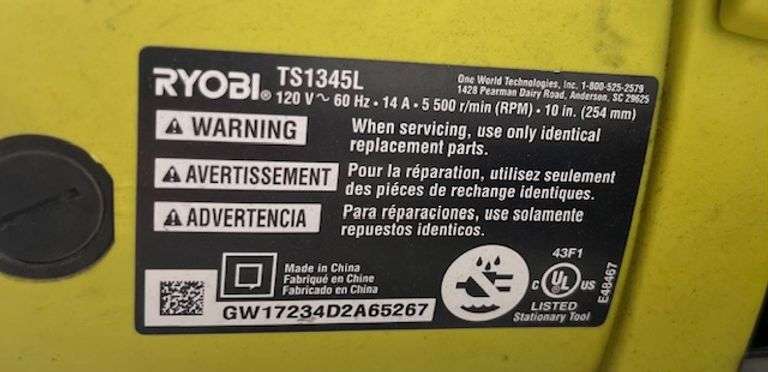 RYOBI® TS1345L
One World Technologies, Inc. 1-800-525-2579
1428 Pearman Dairy Road, Anderson, SC 29625
120 V ~ 60 Hz • 14 A • 5 500 r/min (RPM) • 10 in. (254 mm)
WARNING
When servicing, use only identical
replacement parts.
AVERTISSEMENT
Pour la réparation, utilisez seulement
des piéces de rechange identiques.
ADVERTENCIA
Para réparaciones, use solamente
repuestos identicos.
Made in China
Fabriqué en Chine
Fabricado en China
GW17234D2A65267
43F1
C UL US
LISTED
Stationary Tool
E48467